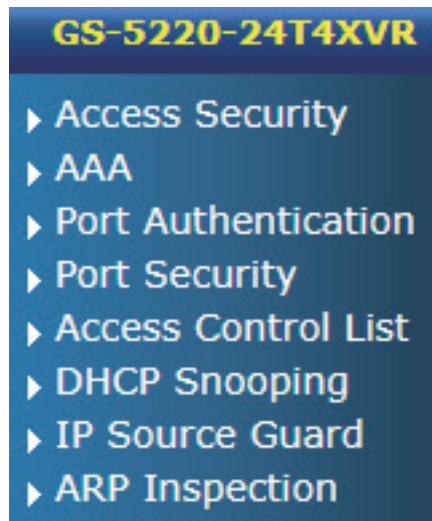 GS-5220-24T4XVR
Access Security
AAA
Port Authentication
Port Security
Access Control List
DHCP Snooping
IP Source Guard
ARP Inspection